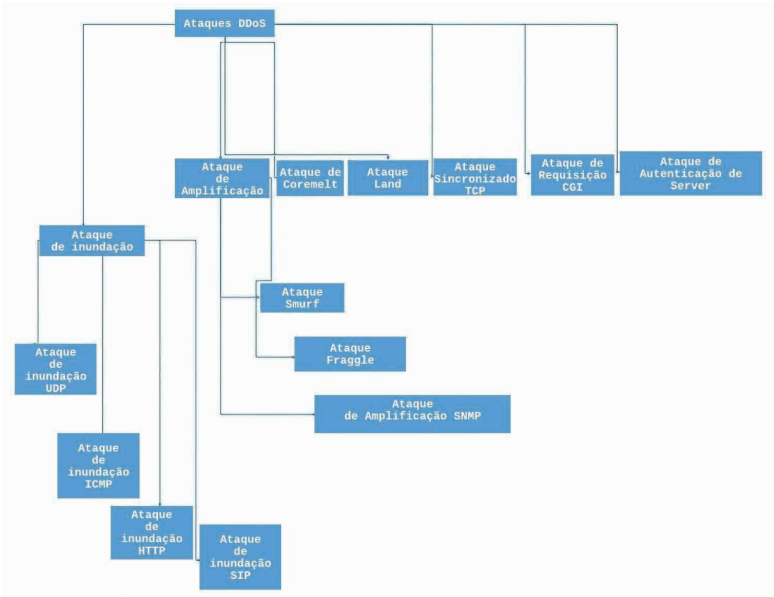 Ataques DDoS
Ataque
de
Amplificação
Ataque de
Coremelt
Ataque
Land
Ataque
Sincronizado
TCP
Ataque de
Requisição
CGI
Ataque de
Autenticação de
Server
Ataque
de inundação
Ataque
Smurf
Ataque
Fraggle
Ataque
de Amplificação SNMP
Ataque
de
inundação
UDP
Ataque
de
inundação
ICMP
Ataque
de
inundação
HTTP
Ataque
de
inundação
SIP